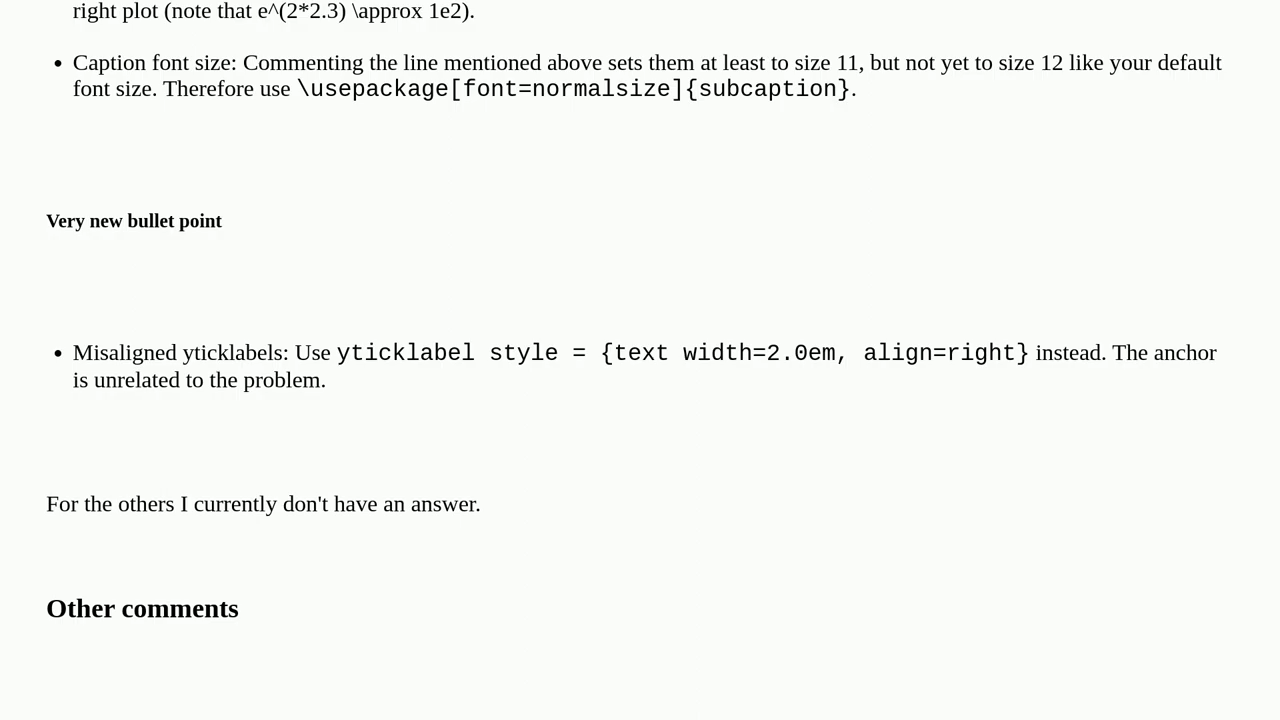 right plot (note that e^(2*2.3) \approx 1e2).
• Caption font size: Commenting the line mentioned above sets them at least to size 11, but not yet to size 12 like your default
font size. Therefore use \usepackage[font=normalsize]{subcaption}.
Very new bullet point
• Misaligned yticklabels: Use yticklabel style = {text width=2.0em, align=right} instead. The anchor
is unrelated to the problem.
For the others I currently don't have an answer.
Other comments